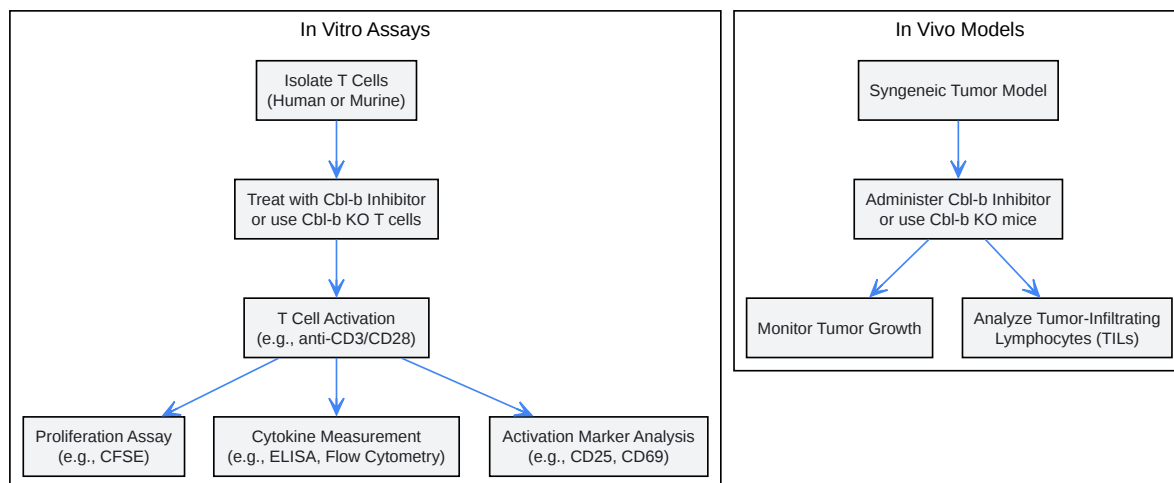 In Vitro Assays
Isolate T Cells
(Human or Murine)
Treat with Cbl-b Inhibitor
or use Cbl-b KO T cells
T Cell Activation
(e.g., anti-CD3/CD28)
Proliferation Assay
(e.g., CFSE)
Cytokine Measurement
(e.g., ELISA, Flow Cytometry)
Activation Marker Analysis
(e.g., CD25, CD69)
In Vivo Models
Syngeneic Tumor Model
Administer Cbl-b Inhibitor
or use Cbl-b KO mice
Monitor Tumor Growth
Analyze Tumor-Infiltrating
Lymphocytes (TILs)